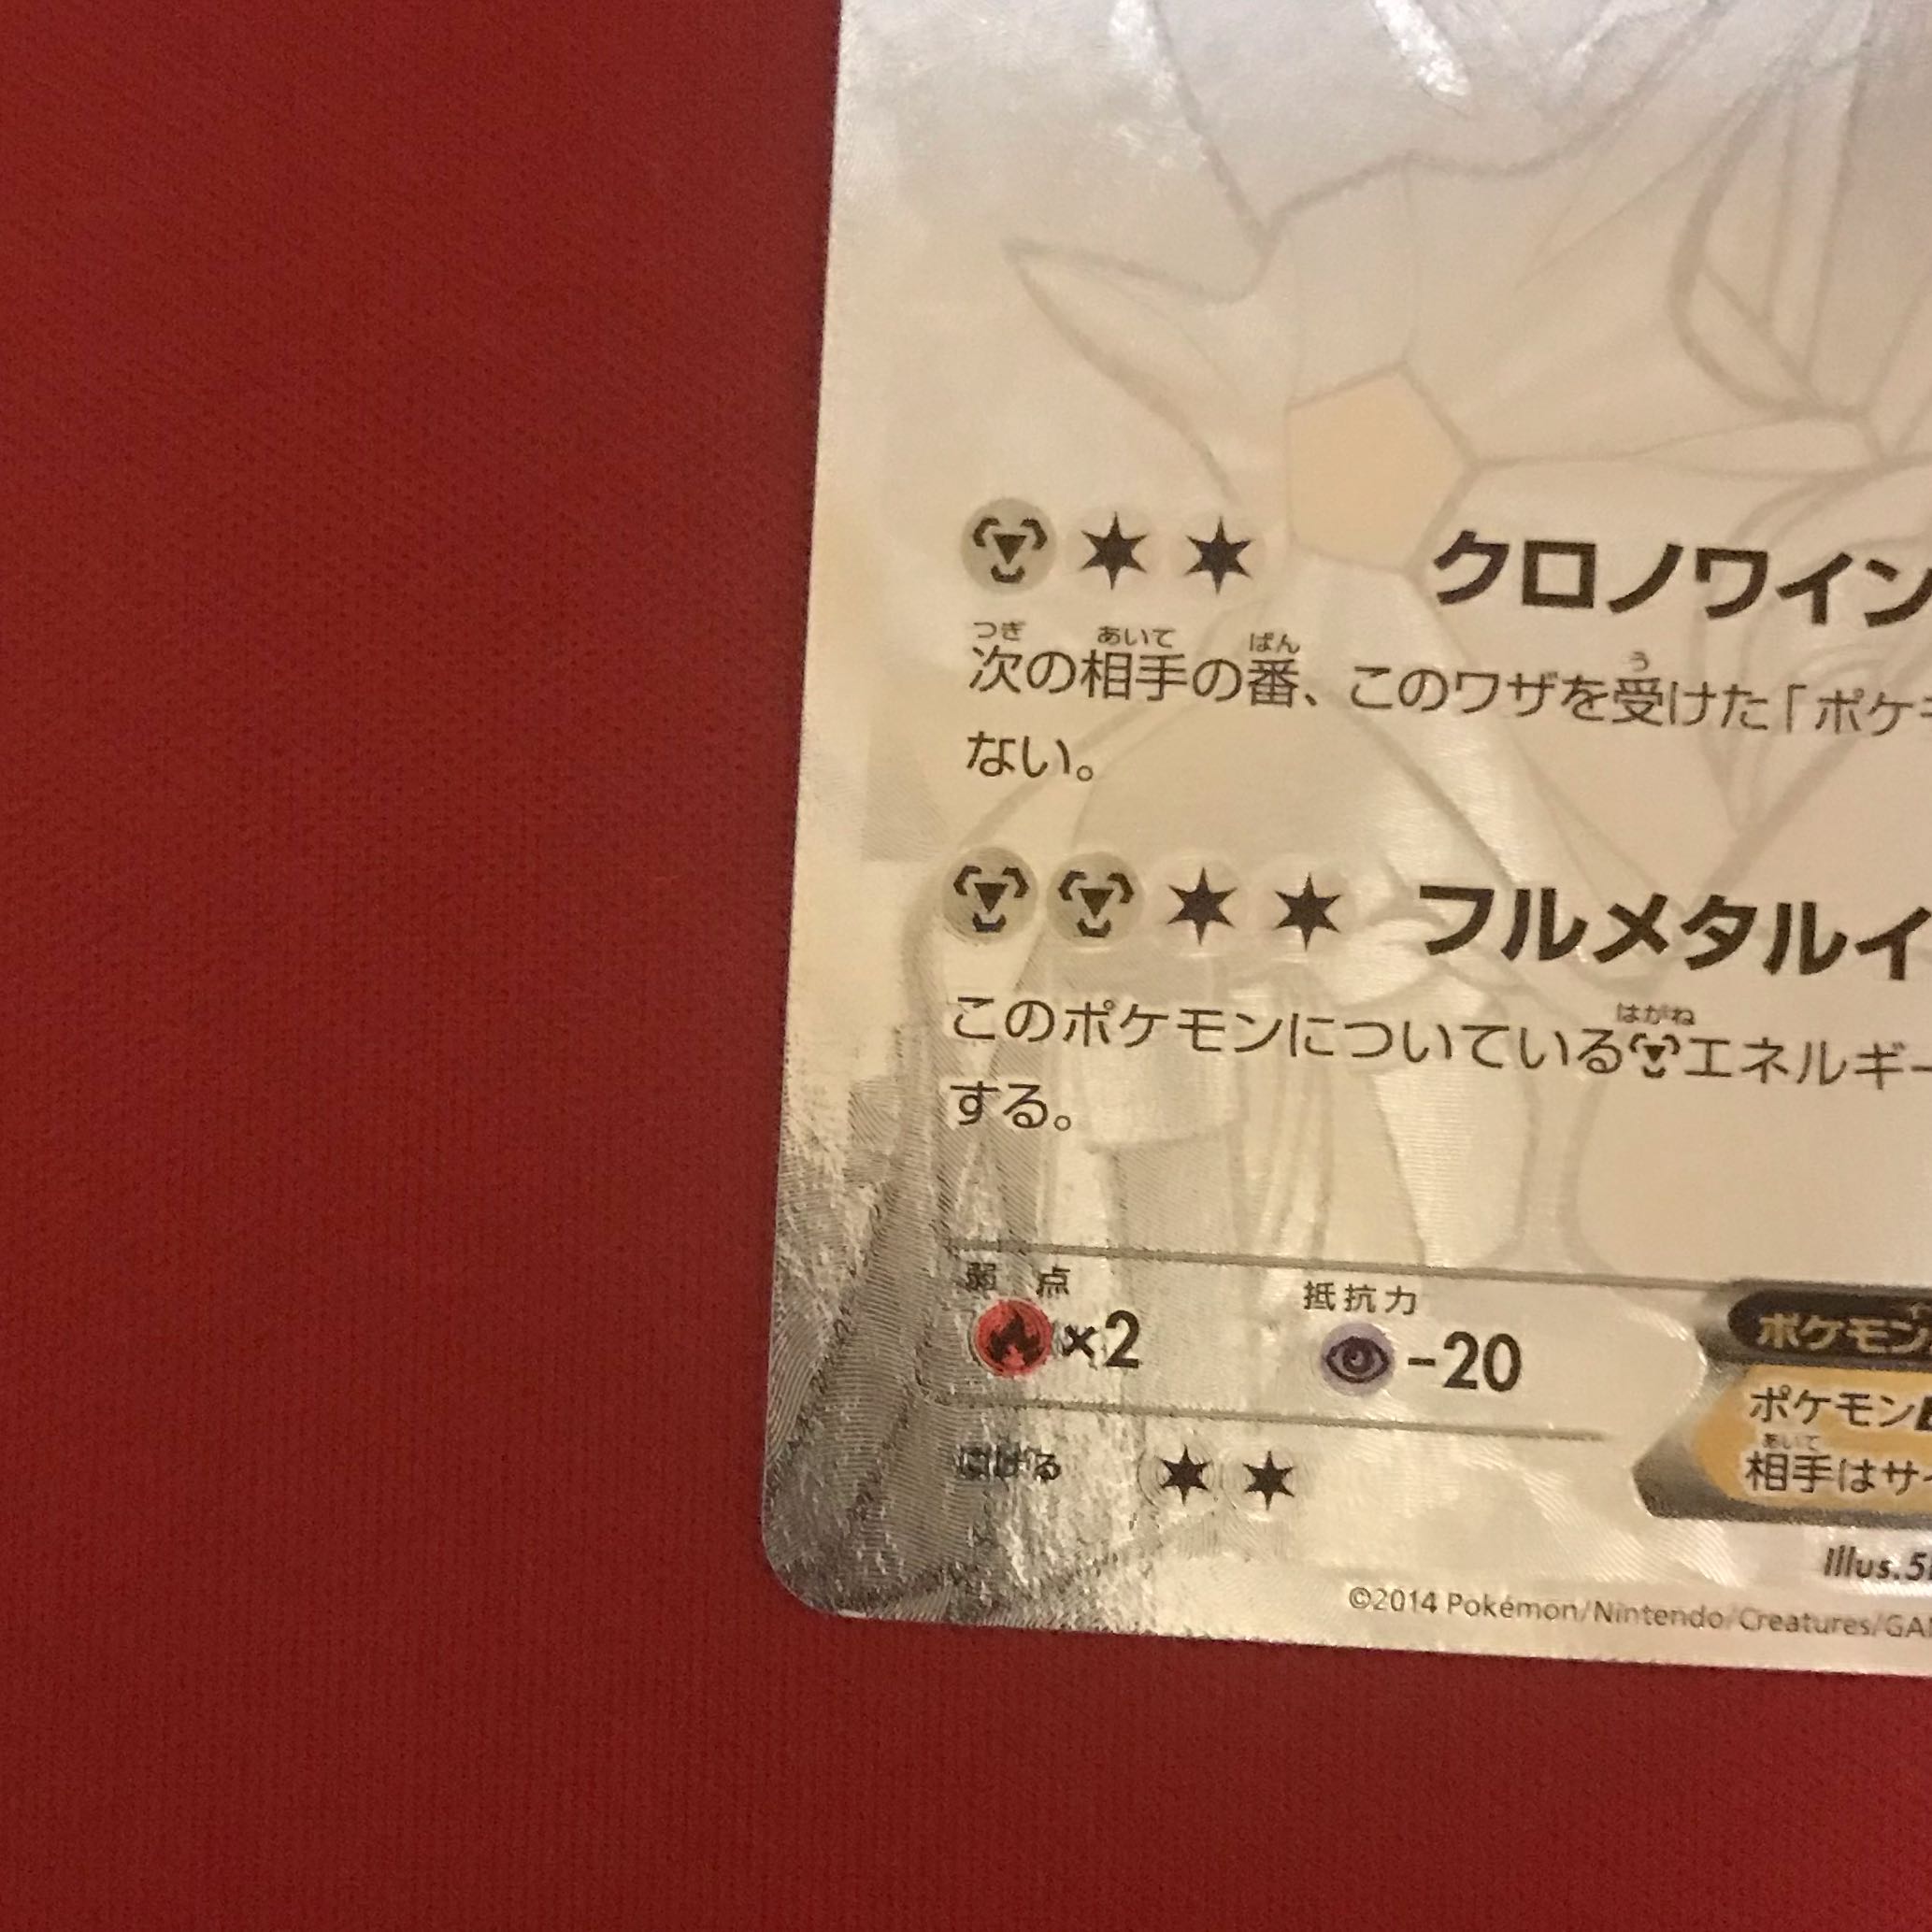 クロノワイン
つぎ あいて ばん う
次の相手の番、このワザを受けた「ポケモ
ない。
フルメタルイ
はがね
このポケモンについているエネルギー
する。
弱点 抵抗力
×2 -20
にげる
ポケモン
ポケモン
あいて
相手はサイ
Illus.5
©2014 Pokémon/Nintendo/Creatures/GA